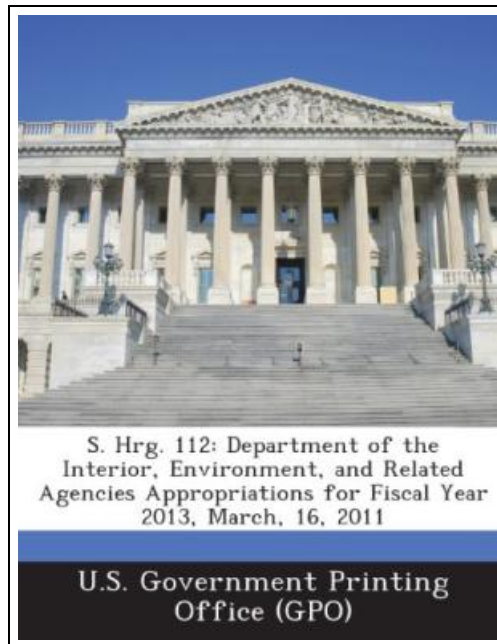 S. Hrg. 112: Department of the
Interior, Environment, and Related
Agencies Appropriations for Fiscal Year
2013, March, 16, 2011
U.S. Government Printing
Office (GPO)